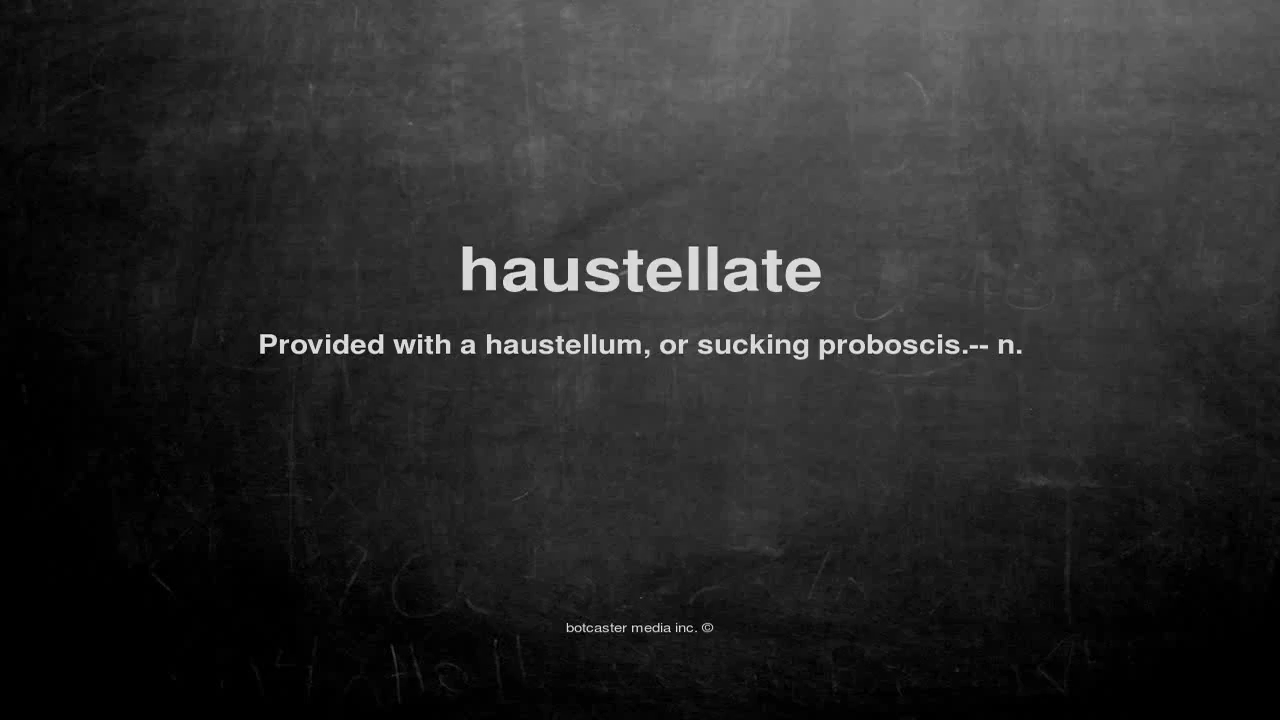 haustellate
Provided with a haustellum, or sucking proboscis.-- n.
botcaster media inc. ©